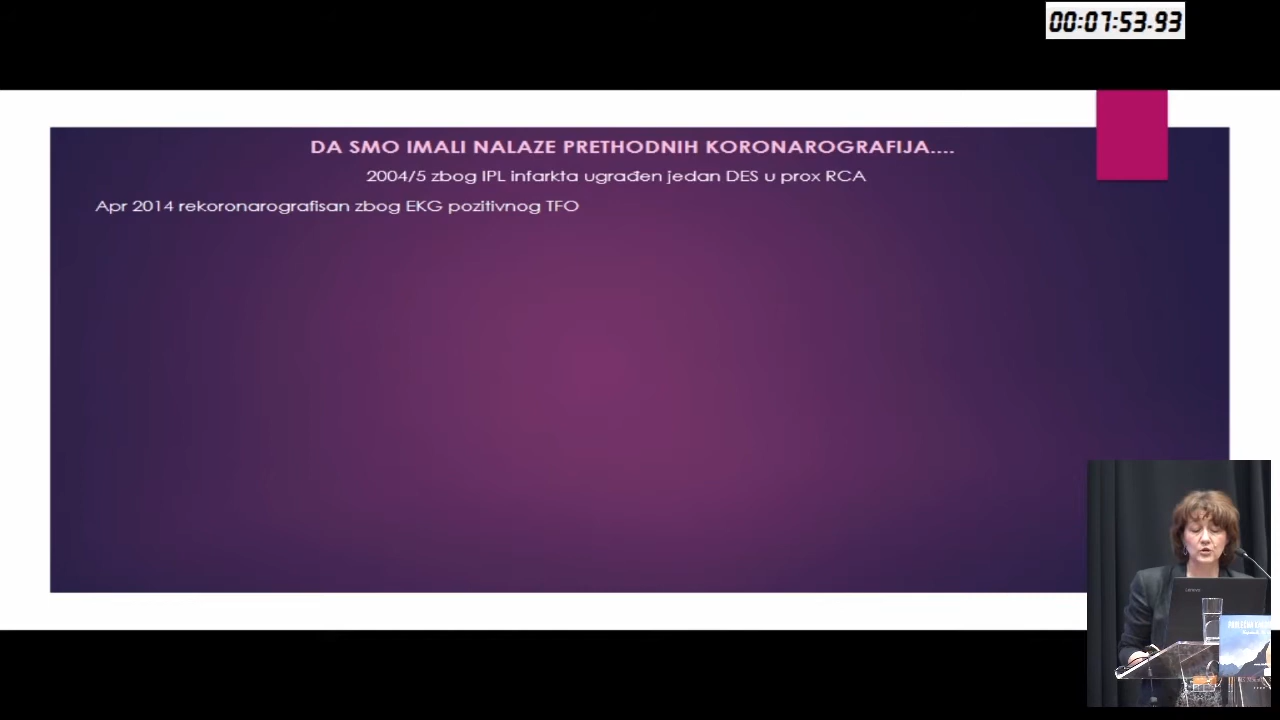 00:07:53.93
DA SMO IMALI NALAZE PRETHODNIH KORONAROGRAFIJA....
2004/5 zbog IPL infarkta ugrađen jedan DES u prox RCA
Apr 2014 rekoronarografisan zbog EKG pozitivnog TFO
Lenovo